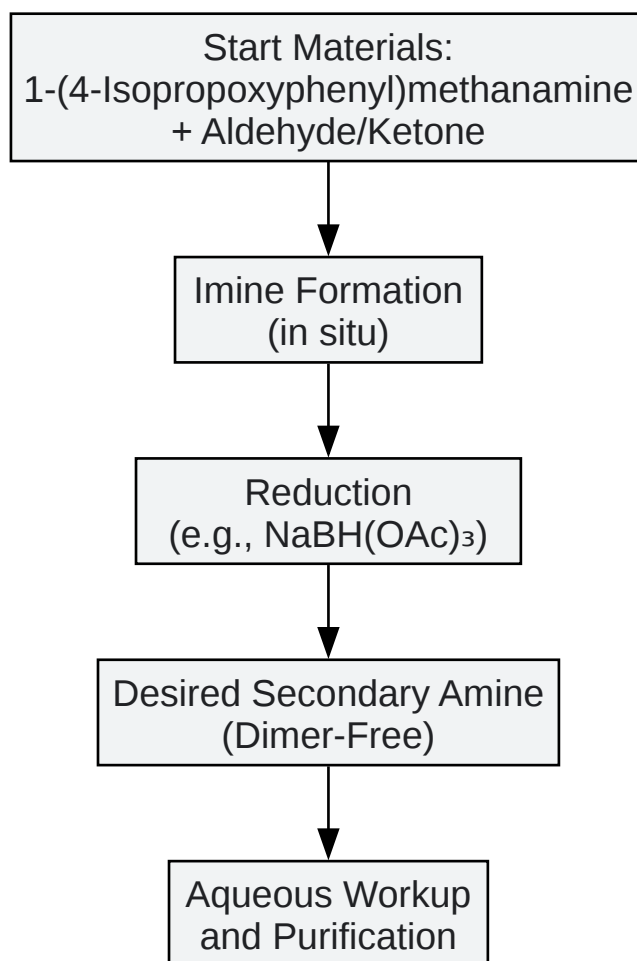 Start Materials:
1-(4-Isopropoxyphenyl)methanamine
+ Aldehyde/Ketone
Imine Formation
(in situ)
Reduction
(e.g., NaBH(OAc)₃)
Desired Secondary Amine
(Dimer-Free)
Aqueous Workup
and Purification